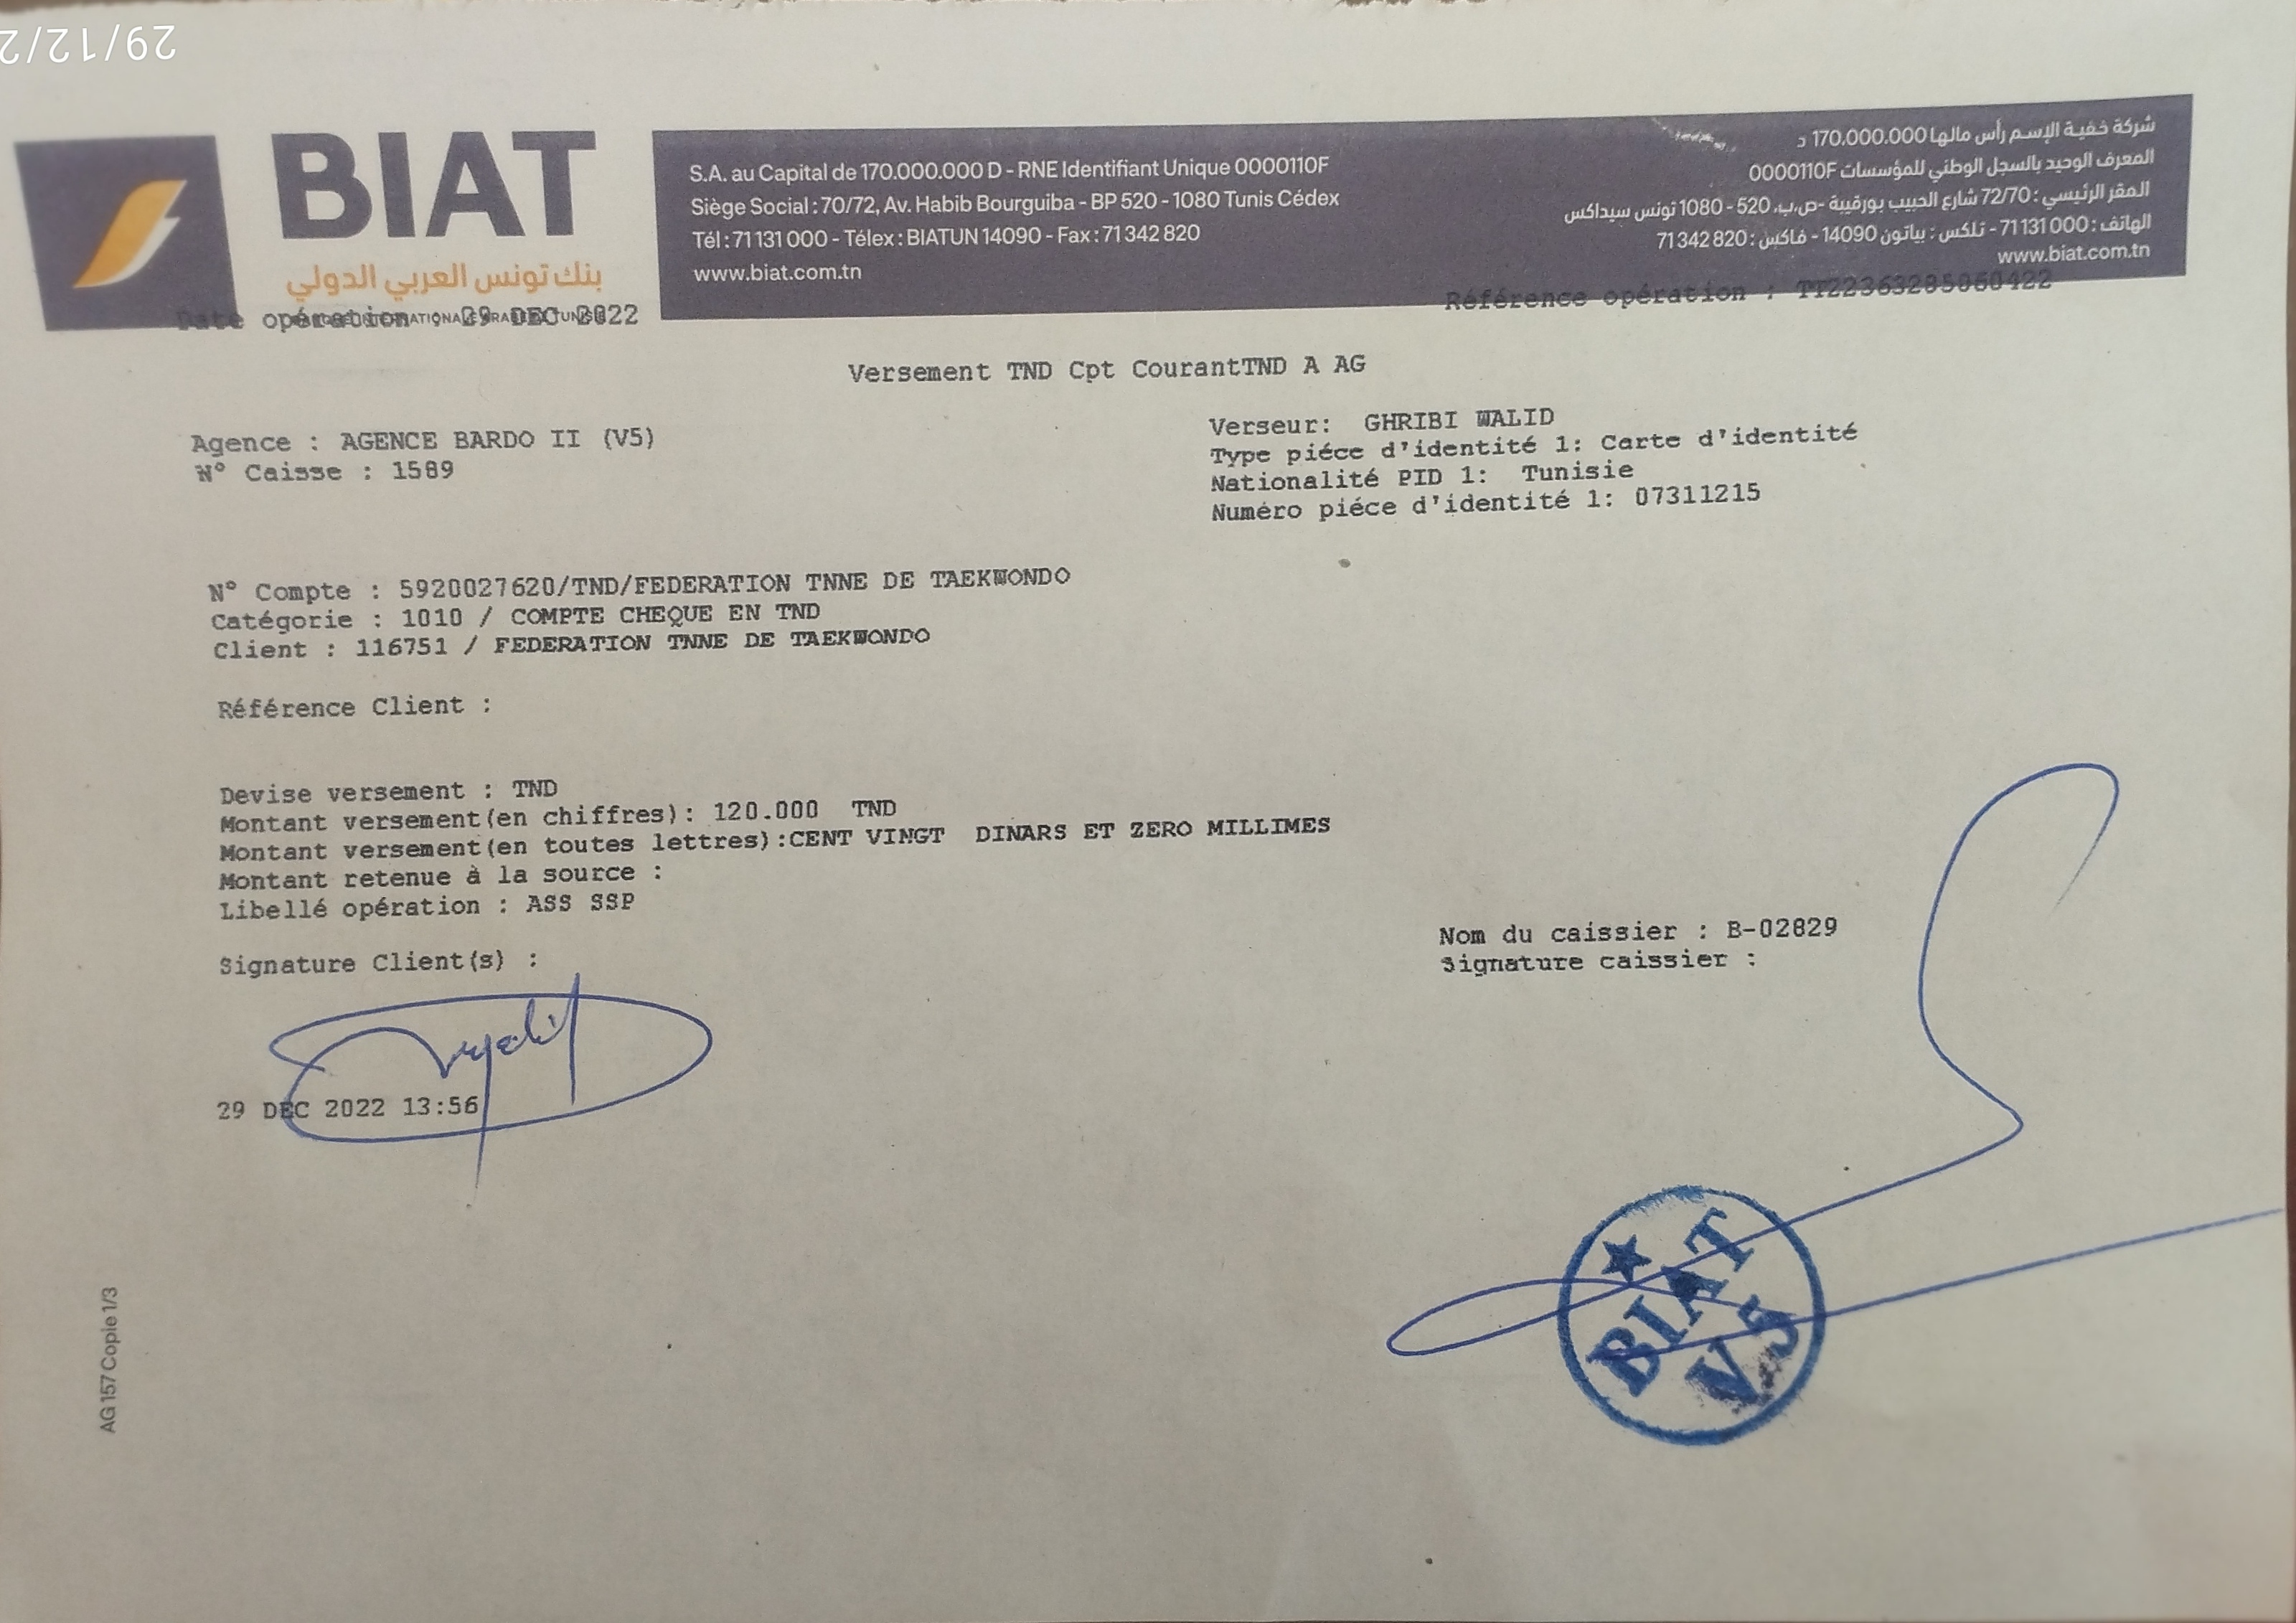 29/12/2
BIAT
بنك تونس العربي الدولي
S.A. au Capital de 170.000.000 D - RNE Identifiant Unique 0000110F
Siège Social : 70/72, Av. Habib Bourguiba - BP 520 - 1080 Tunis Cédex
Tél : 71 131 000 - Télex : BIATUN 14090 - Fax : 71 342 820
www.biat.com.tn
شركة خفية الإسم رأس مالها 170.000.000 د
المعرف الوحيد بالسجل الوطني للمؤسسات 0000110F
المقر الرئيسي : 72/70 شارع الحبيب بورقيبة -ص.ب. 520 - 1080 تونس سيداكس
الهاتف : 000 131 71 - تلكس : بياتون 14090 - فاكس : 820 342 71
www.biat.com.tn
Date opération : 29 DEC 2022
Référence opération : TT22363285060422
Versement TND Cpt CourantTND A AG
Agence : AGENCE BARDO II (V5)
N° Caisse : 1589
Verseur: GHRIBI WALID
Type piéce d'identité 1: Carte d'identité
Nationalité PID 1: Tunisie
Numéro piéce d'identité 1: 07311215
N° Compte : 5920027620/TND/FEDERATION TNNE DE TAEKWONDO
Catégorie : 1010 / COMPTE CHEQUE EN TND
Client : 116751 / FEDERATION TNNE DE TAEKWONDO
Référence Client :
Devise versement : TND
Montant versement(en chiffres): 120.000 TND
Montant versement(en toutes lettres):CENT VINGT DINARS ET ZERO MILLIMES
Montant retenue à la source :
Libellé opération : ASS SSP
Nom du caissier : B-02829
Signature Client(s) :
Signature caissier :
29 DEC 2022 13:56
BIAT
V5
AG 157 Copie 1/3